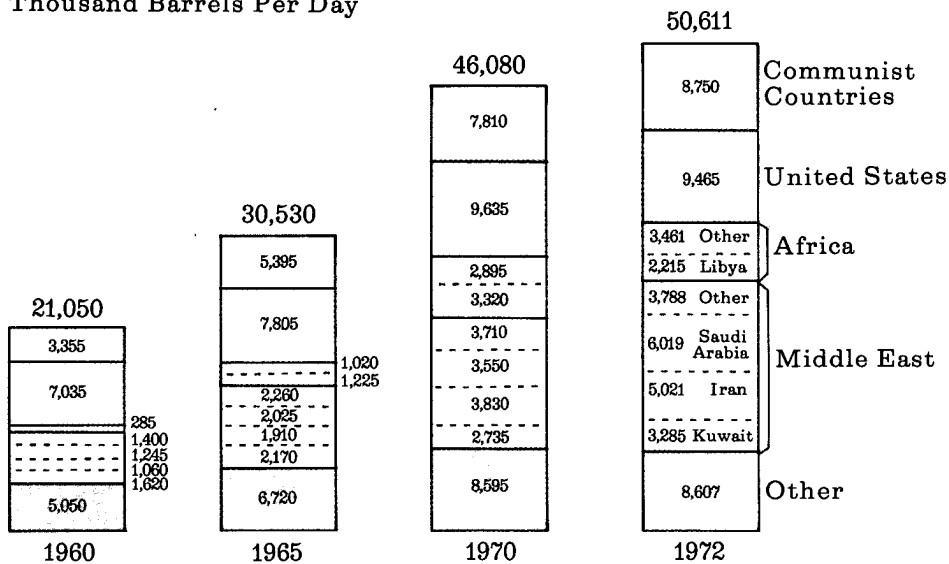 Thousand Barrels Per Day
50,611
8,750
Communist
Countries
9,465
United States
3,461 Other
2,215 Libya
Africa
3,788 Other
6,019 Saudi
Arabia
5,021 Iran
3,285 Kuwait
Middle East
8,607
Other
1972
46,080
7,810
9,635
2,895
3,320
3,710
3,550
3,830
2,735
8,595
1970
30,530
5,395
7,805
1,020
1,225
2,260
2,025
1,910
2,170
6,720
1965
21,050
3,355
7,035
285
1,400
1,245
1,060
1,620
5,050
1960